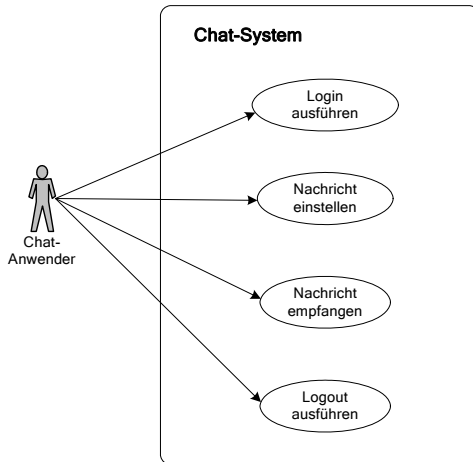 Chat-System
Login
ausführen
Nachricht
einstellen
Chat-
Anwender
Nachricht
empfangen
Logout
ausführen